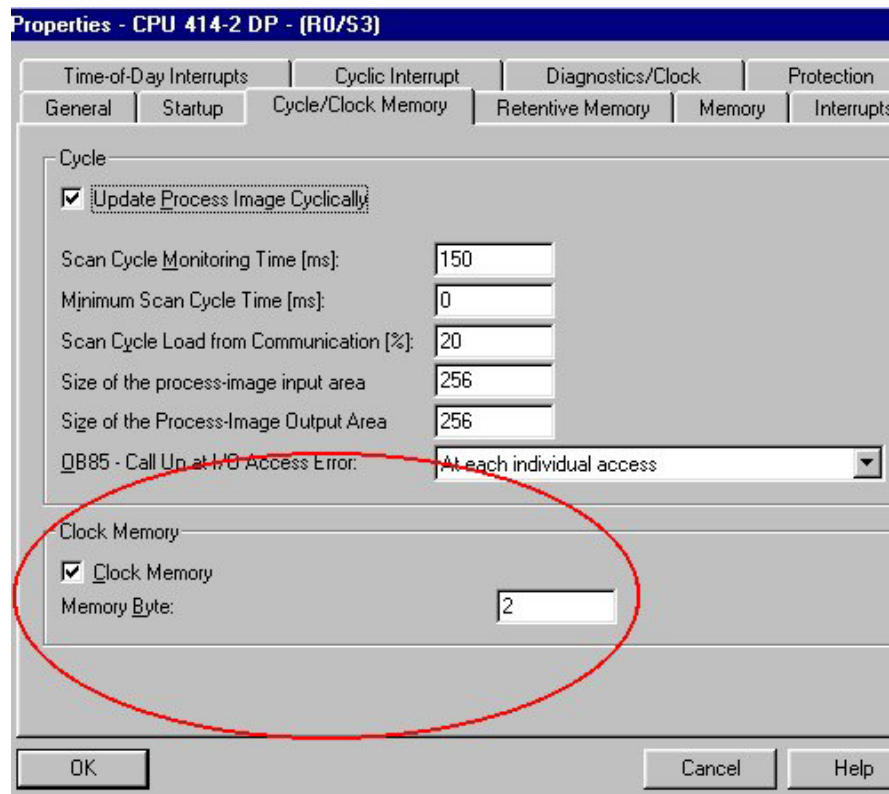 Properties - CPU 414-2 DP - (R0/S3)
Time-of-Day Interrupts Cyclic Interrupt Diagnostics/Clock Protection
General Startup Cycle/Clock Memory Retentive Memory Memory Interrupts
Cycle
Update Process Image Cyclically
Scan Cycle Monitoring Time [ms]: 150
Minimum Scan Cycle Time [ms]: 0
Scan Cycle Load from Communication [%]: 20
Size of the process-image input area 256
Size of the Process-Image Output Area 256
OB85 - Call Up at I/O Access Error: At each individual access
Clock Memory
Clock Memory
Memory Byte: 2
OK Cancel Help